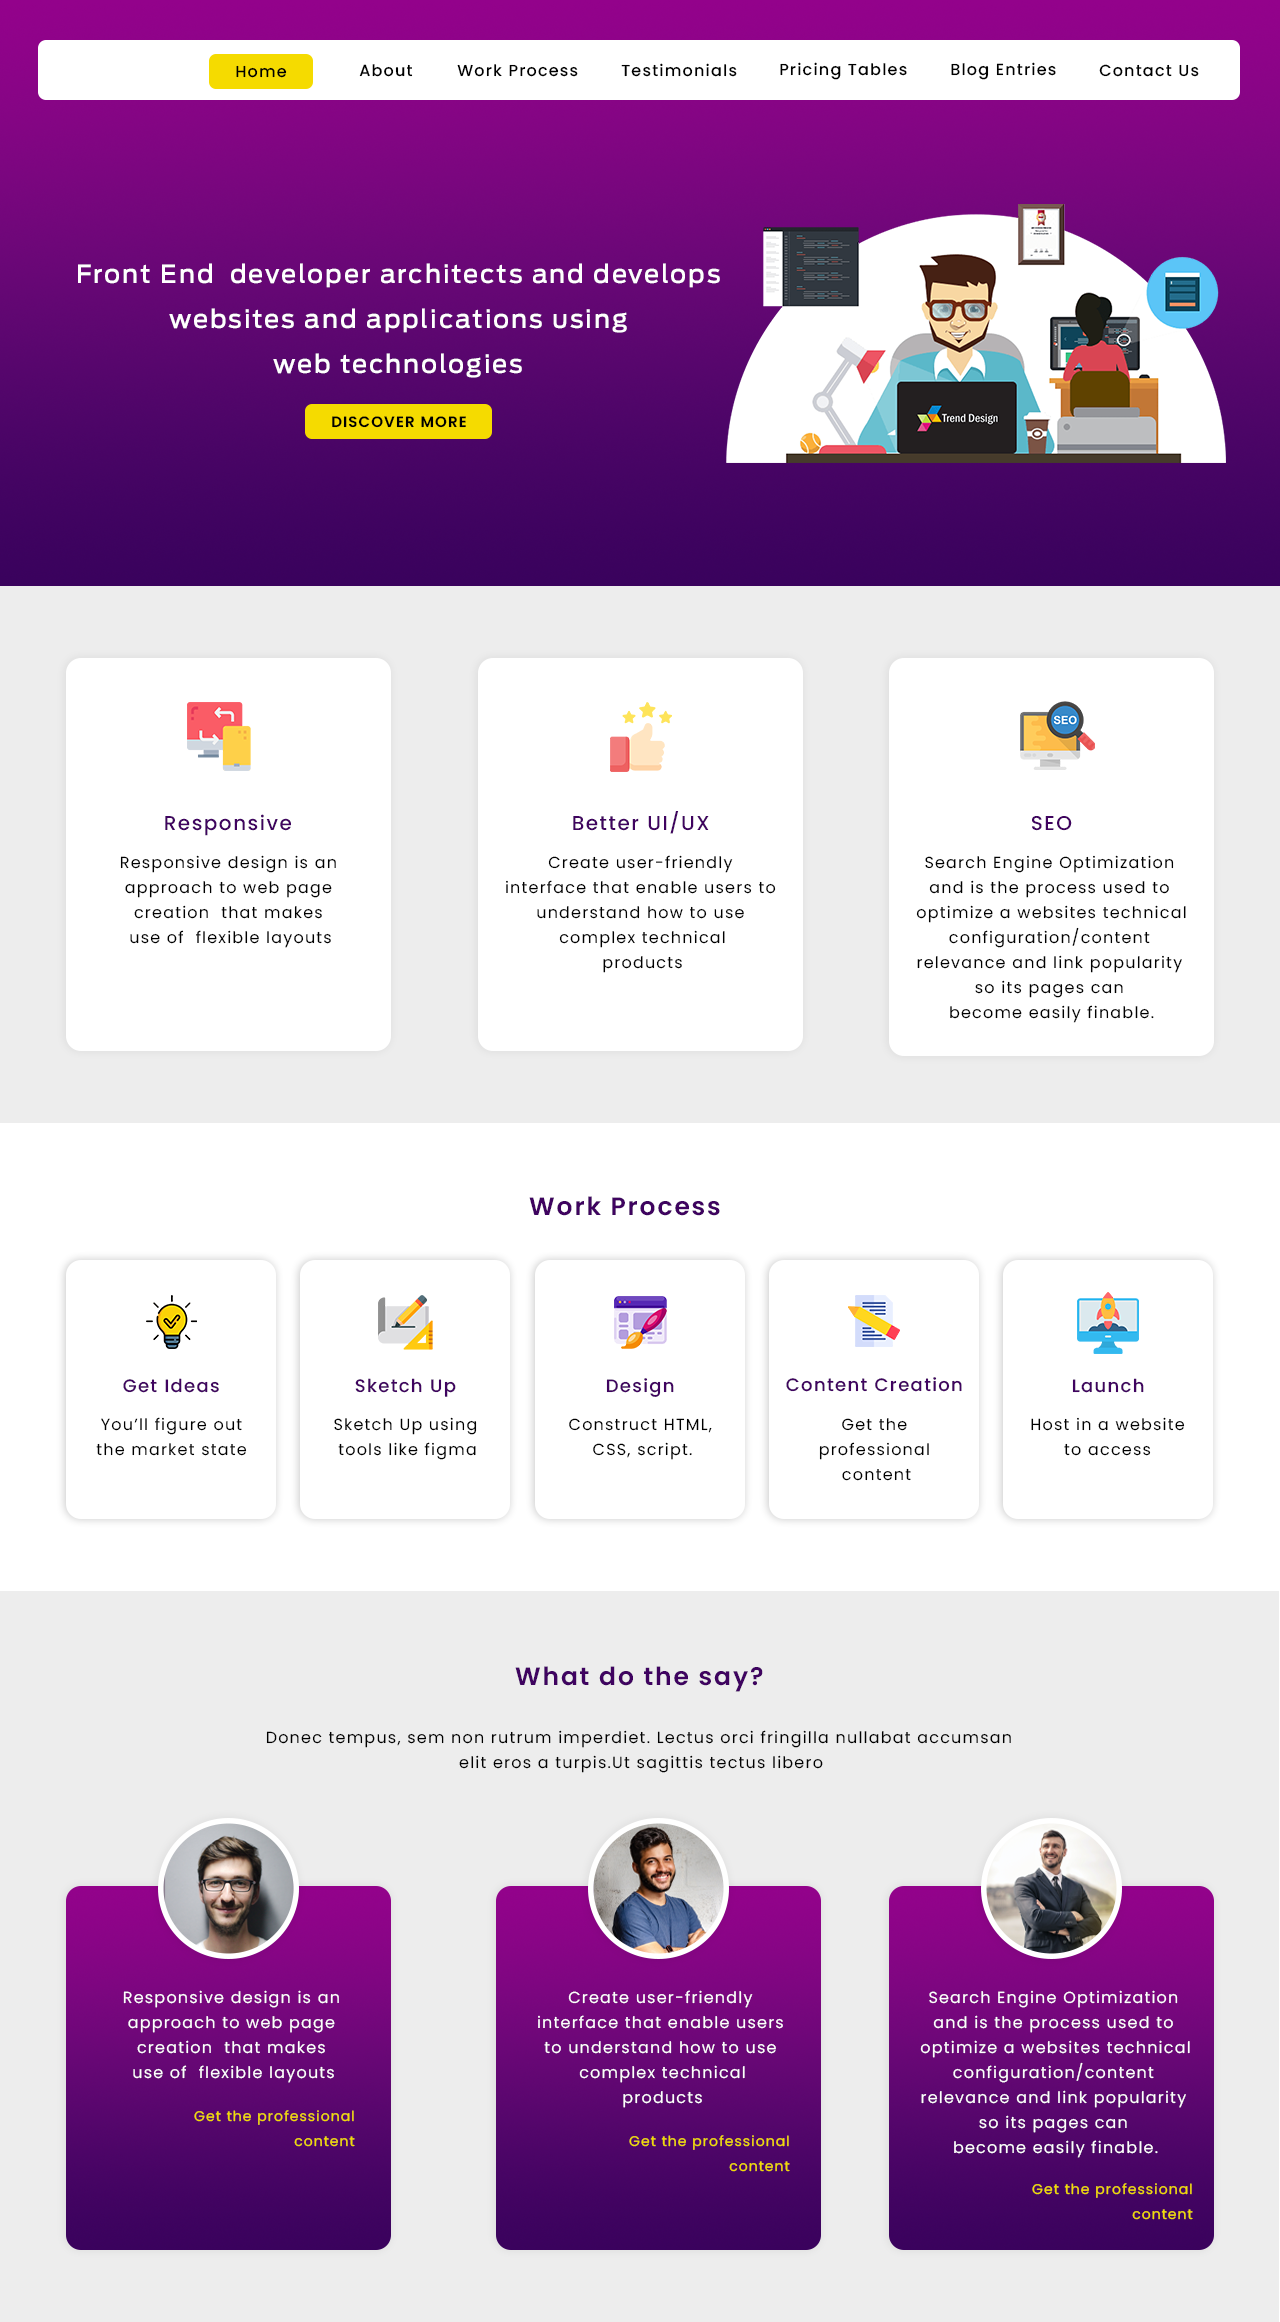 Home About Work Process Testimonials Pricing Tables Blog Entries Contact Us
Front End developer architects and develops
websites and applications using
web technologies
DISCOVER MORE
Trend Design
SEO
Responsive
Responsive design is an
approach to web page
creation that makes
use of flexible layouts
Better UI/UX
Create user-friendly
interface that enable users to
understand how to use
complex technical
products
SEO
Search Engine Optimization
and is the process used to
optimize a websites technical
configuration/content
relevance and link popularity
so its pages can
become easily finable.
Work Process
Get Ideas
You’ll figure out
the market state
Sketch Up
Sketch Up using
tools like figma
Design
Construct HTML,
CSS, script.
Content Creation
Get the
professional
content
Launch
Host in a website
to access
What do the say?
Donec tempus, sem non rutrum imperdiet. Lectus orci fringilla nullabat accumsan
elit eros a turpis.Ut sagittis tectus libero
Responsive design is an
approach to web page
creation that makes
use of flexible layouts
Get the professional
content
Create user-friendly
interface that enable users
to understand how to use
complex technical
products
Get the professional
content
Search Engine Optimization
and is the process used to
optimize a websites technical
configuration/content
relevance and link popularity
so its pages can
become easily finable.
Get the professional
content